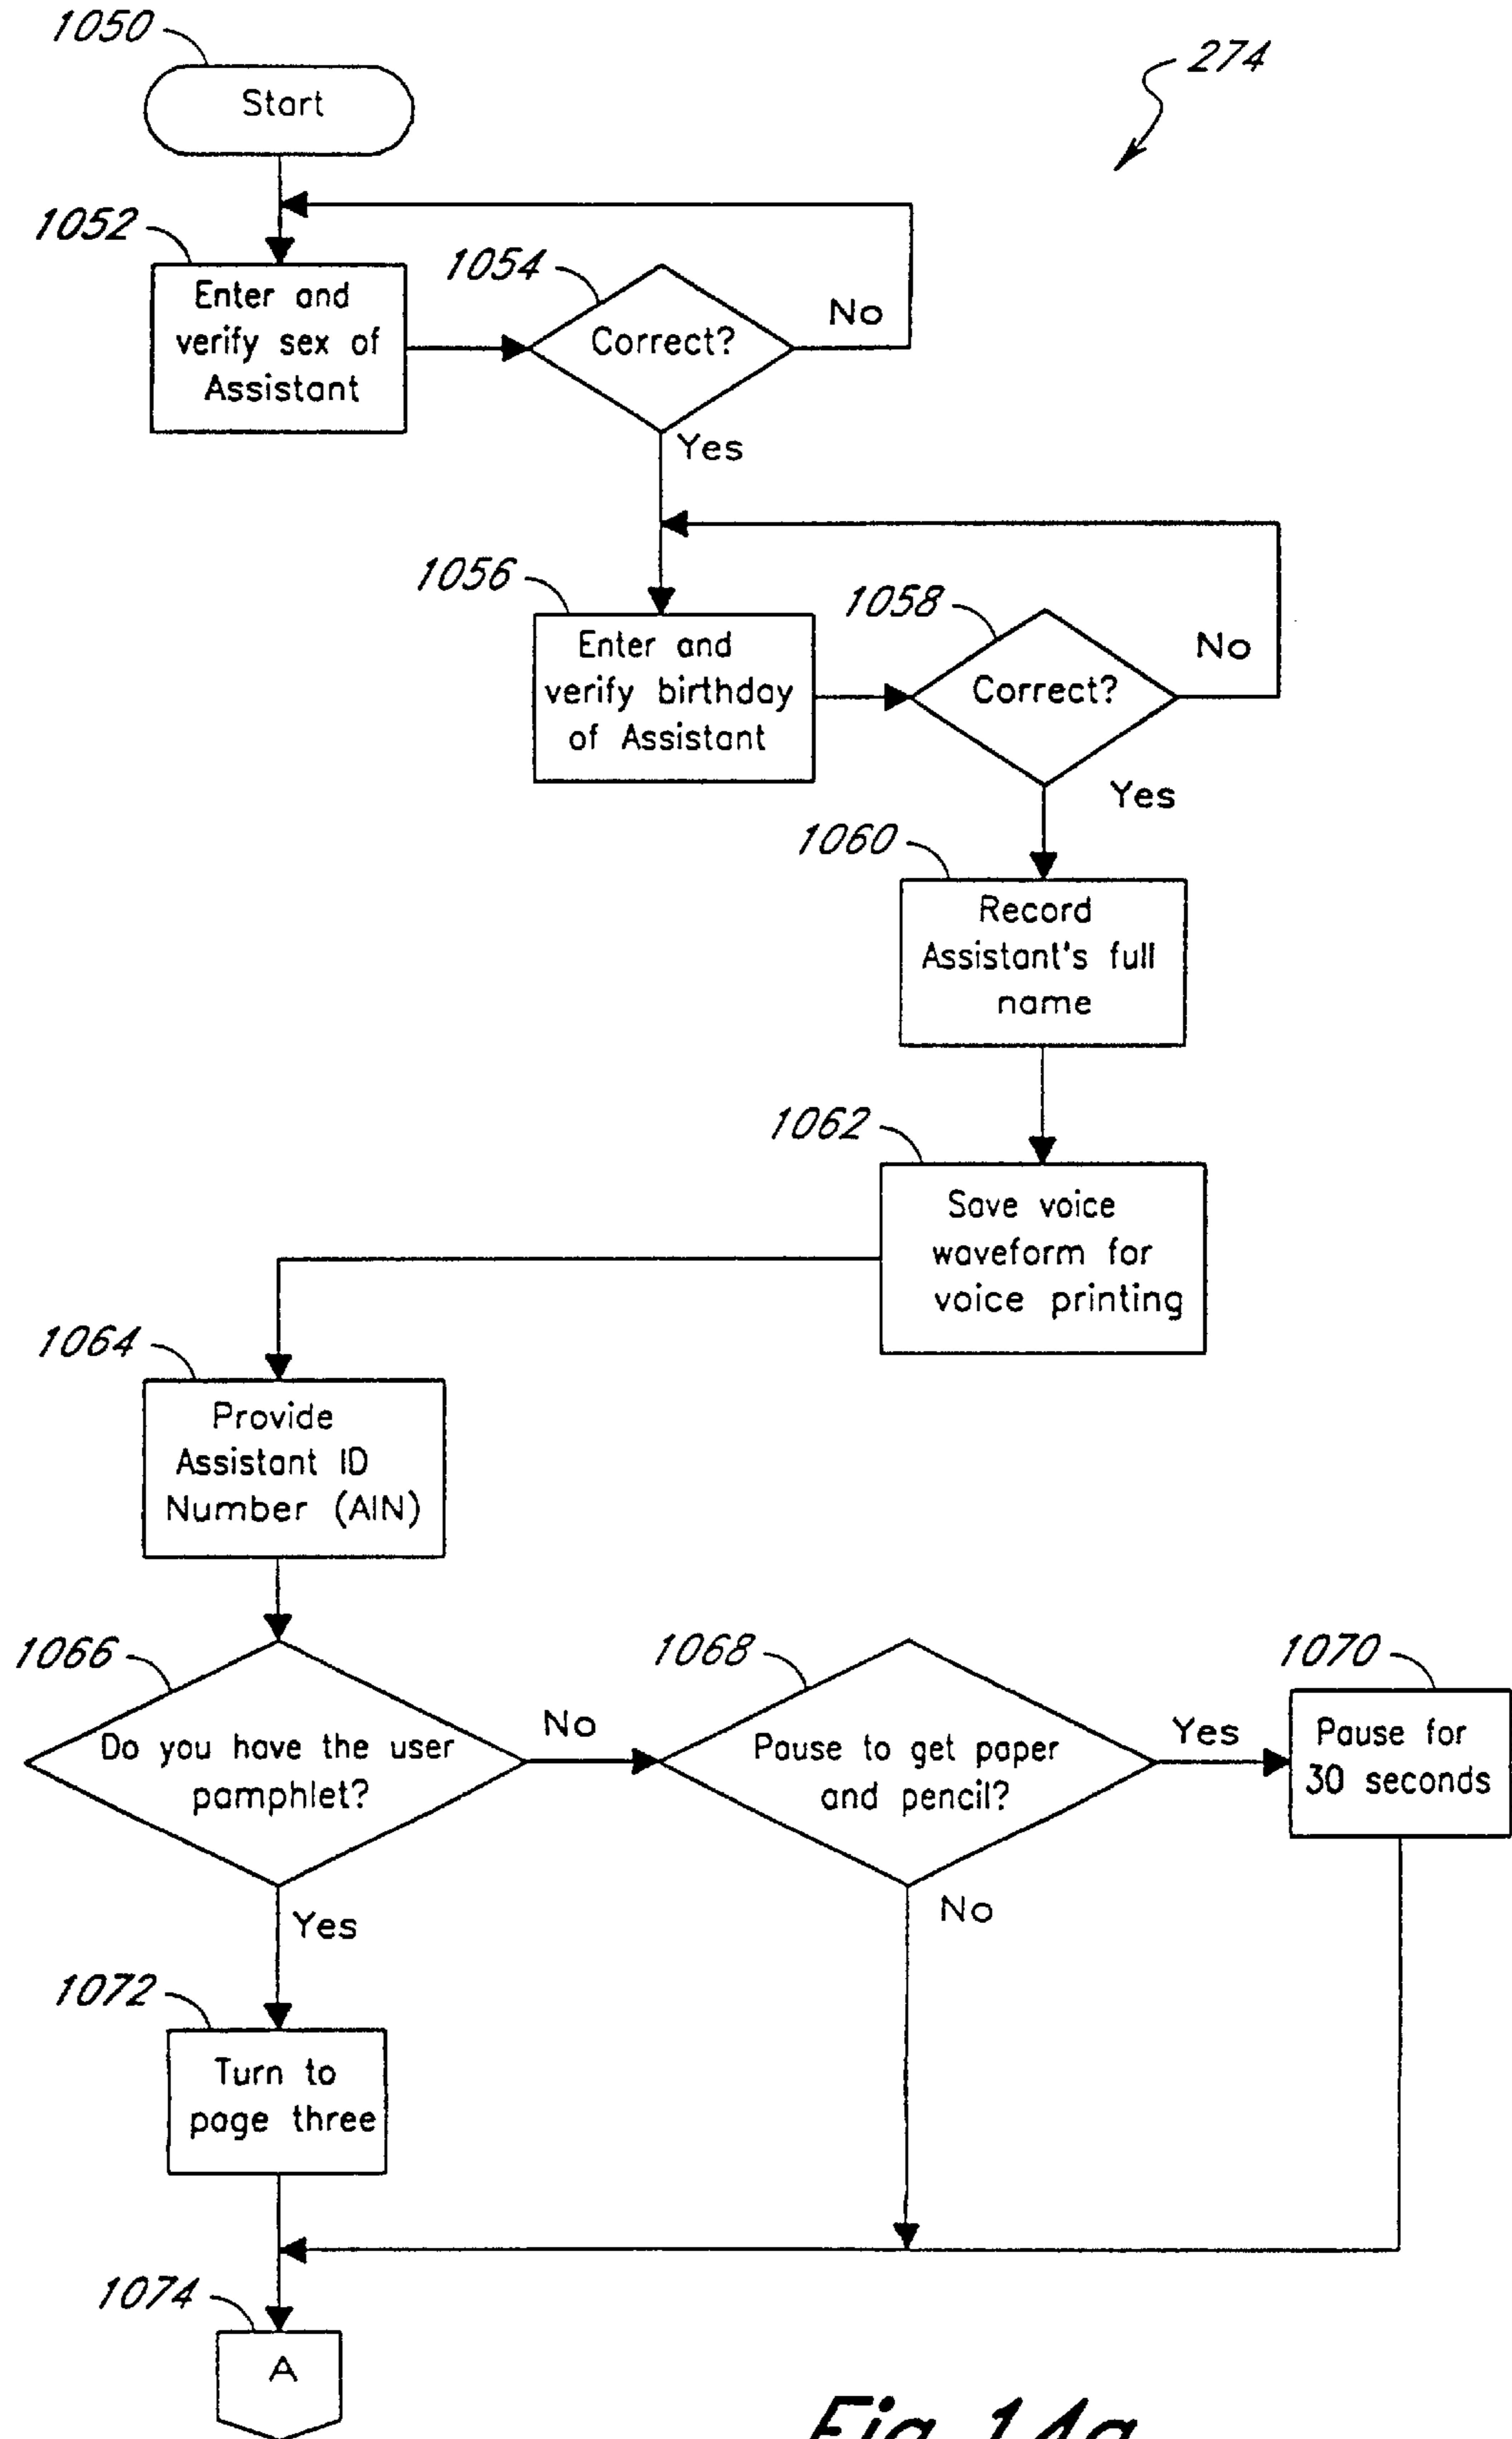 1050
Start
274
1052
Enter and
verify sex of
Assistant
1054
Correct?
No
Yes
1056
Enter and
verify birthday
of Assistant
1058
Correct?
No
Yes
1060
Record
Assistant's full
name
1062
Save voice
waveform for
voice printing
1064
Provide
Assistant ID
Number (AIN)
1066
Do you have the user
pamphlet?
No
1068
Pause to get paper
and pencil?
Yes
1070
Pause for
30 seconds
Yes
No
1072
Turn to
page three
1074
A
Fig. 14a